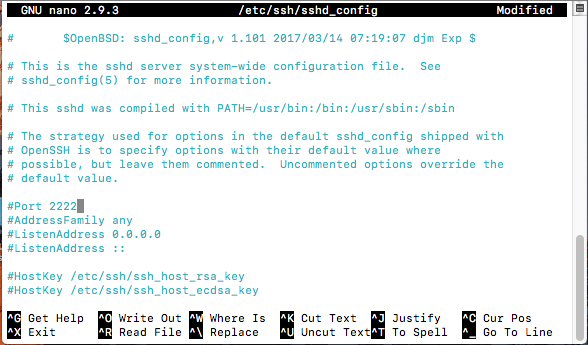 GNU nano 2.9.3 /etc/ssh/sshd_config Modified
# $OpenBSD: sshd_config,v 1.101 2017/03/14 07:19:07 djm Exp $
# This is the sshd server system-wide configuration file. See
# sshd_config(5) for more information.
# This sshd was compiled with PATH=/usr/bin:/bin:/usr/sbin:/sbin
# The strategy used for options in the default sshd_config shipped with
# OpenSSH is to specify options with their default value where
# possible, but leave them commented. Uncommented options override the
# default value.
#Port 2222
#AddressFamily any
#ListenAddress 0.0.0.0
#ListenAddress ::
#HostKey /etc/ssh/ssh_host_rsa_key
#HostKey /etc/ssh/ssh_host_ecdsa_key
^G Get Help ^O Write Out ^W Where Is ^K Cut Text ^J Justify ^C Cur Pos
^X Exit ^R Read File ^\ Replace ^U Uncut Text ^T To Spell ^_ Go To Line